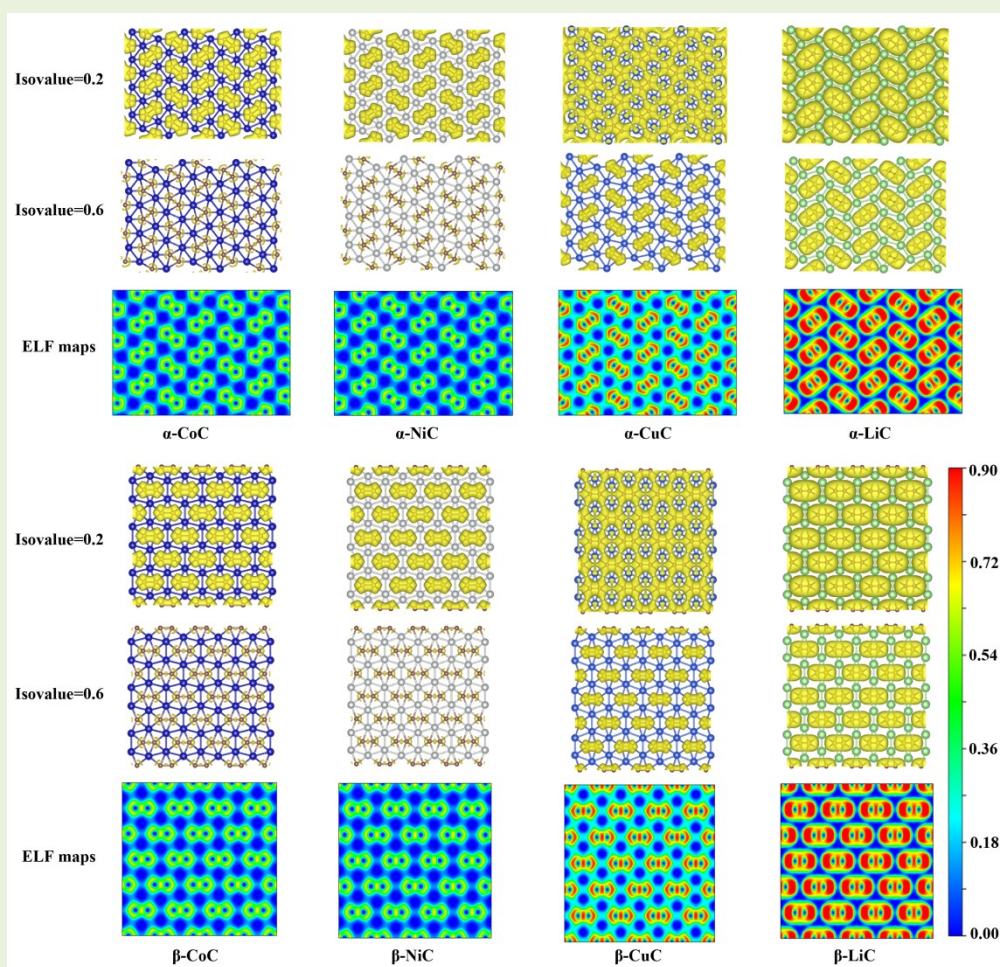 Isovalue=0.2
Isovalue=0.6
ELF maps
α-CoC α-NiC α-CuC α-LiC
Isovalue=0.2
Isovalue=0.6
ELF maps
β-CoC β-NiC β-CuC β-LiC
0.90
0.72
0.54
0.36
0.18
0.00